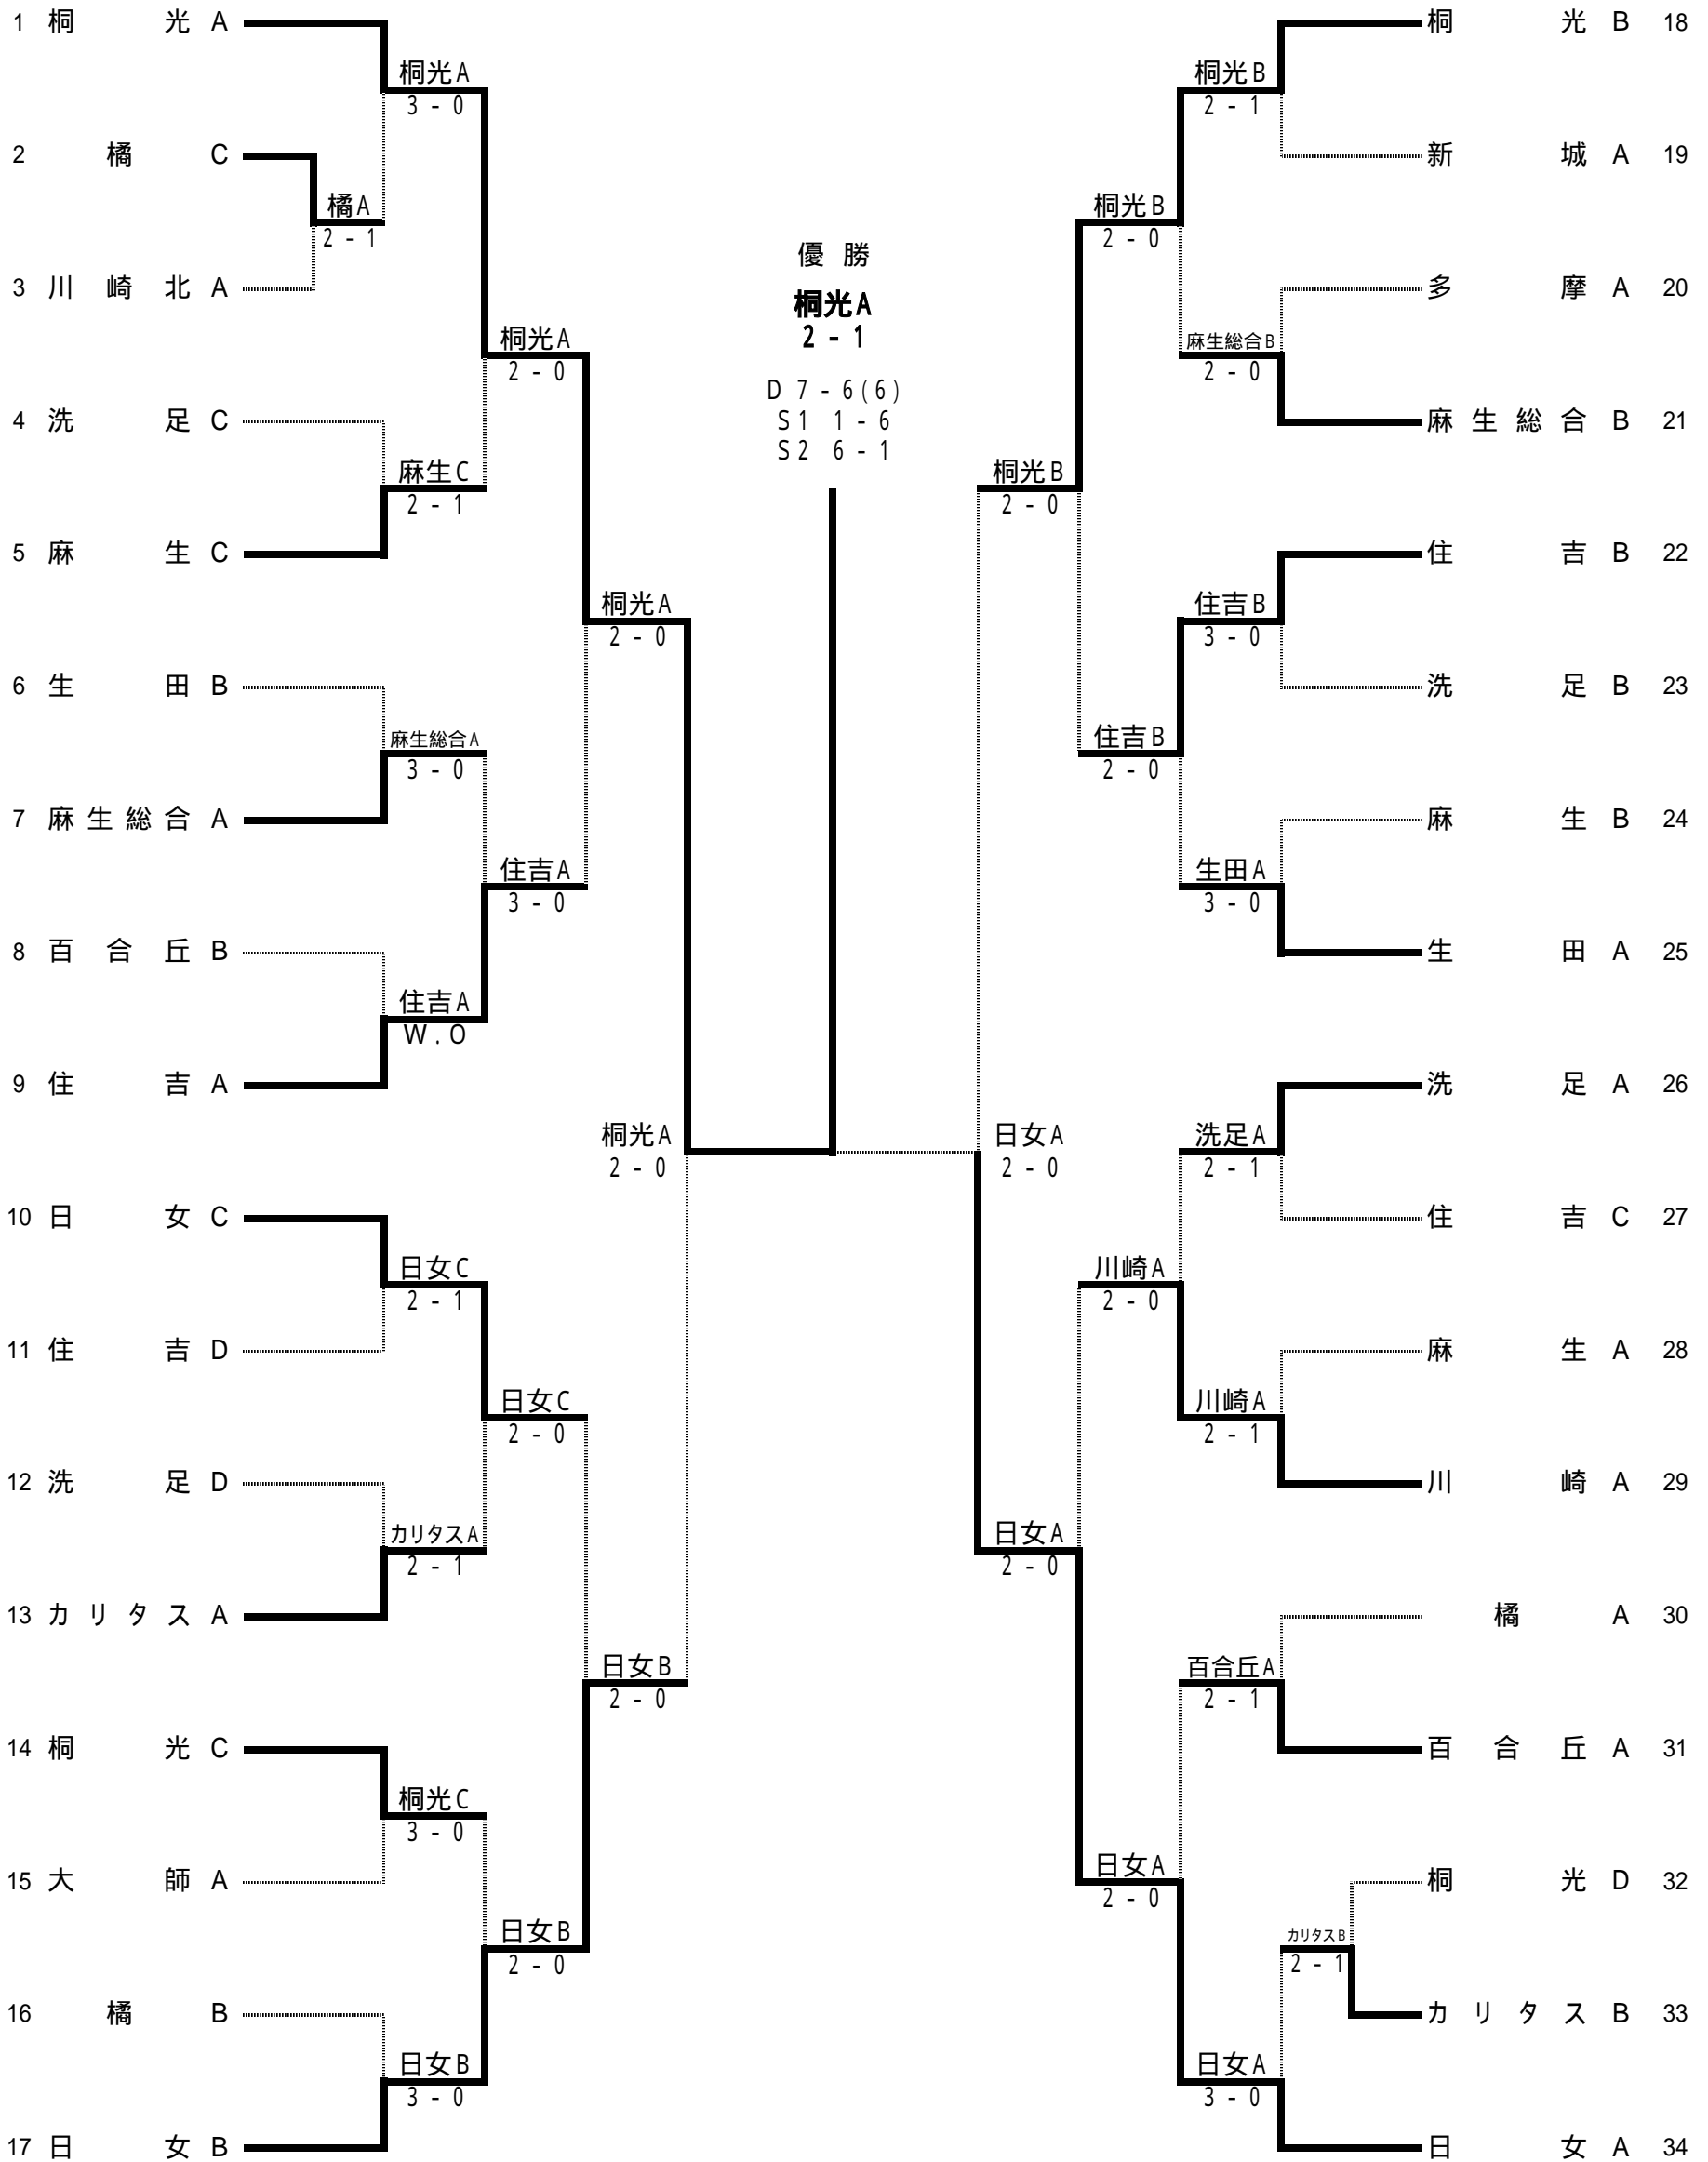 1 桐光 A
桐光A
3 - 0
2 橘 C
橘A
2 - 1
3 川崎北 A
桐光A
2 - 0
4 洗足 C
麻生C
2 - 1
5 麻生 C
桐光A
2 - 0
6 生田 B
麻生総合A
3 - 0
7 麻生総合 A
住吉A
3 - 0
8 百合丘 B
住吉A
W.O
9 住吉 A
桐光A
2 - 0
10 日女 C
日女C
2 - 1
11 住吉 D
日女C
2 - 0
12 洗足 D
カリタスA
2 - 1
13 カリタス A
日女B
2 - 0
14 桐光 C
桐光C
3 - 0
15 大師 A
日女B
2 - 0
16 橘 B
日女B
3 - 0
17 日女 B
優勝
桐光A
2 - 1
D 7 - 6(6)
S1 1 - 6
S2 6 - 1
桐光 B 18
桐光B
2 - 1
新城 A 19
桐光B
2 - 0
多摩 A 20
麻生総合B
2 - 0
麻生総合 B 21
桐光B
2 - 0
住吉 B 22
住吉B
3 - 0
洗足 B 23
住吉B
2 - 0
麻生 B 24
生田A
3 - 0
生田 A 25
洗足 A 26
日女A
2 - 0
洗足A
2 - 1
住吉 C 27
川崎A
2 - 0
麻生 A 28
川崎A
2 - 1
川崎 A 29
日女A
2 - 0
橘 A 30
百合丘A
2 - 1
百合丘 A 31
日女A
2 - 0
桐光 D 32
カリタスB
2 - 1
カリタス B 33
日女A
3 - 0
日女 A 34